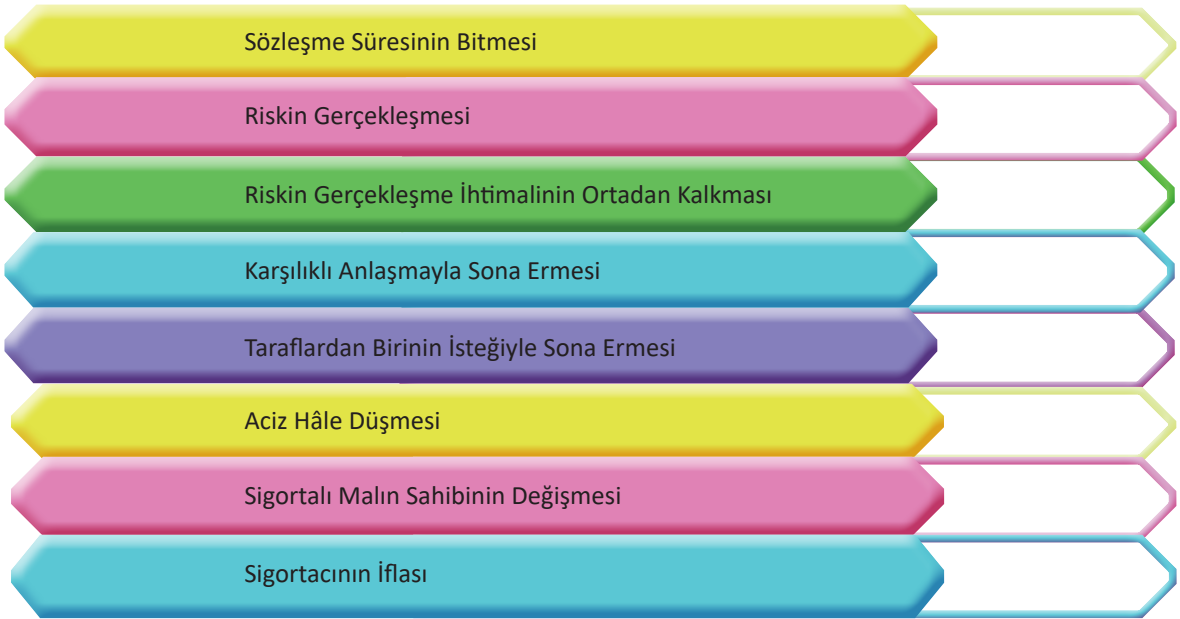 Sözleşme Süresinin Bitmesi
Riskin Gerçekleşmesi
Riskin Gerçekleşme İhtimalinin Ortadan Kalkması
Karşılıklı Anlaşmayla Sona Ermesi
Taraflardan Birinin İsteğiyle Sona Ermesi
Aciz Hâle Düşmesi
Sigortalı Malın Sahibinin Değişmesi
Sigortacının İflası